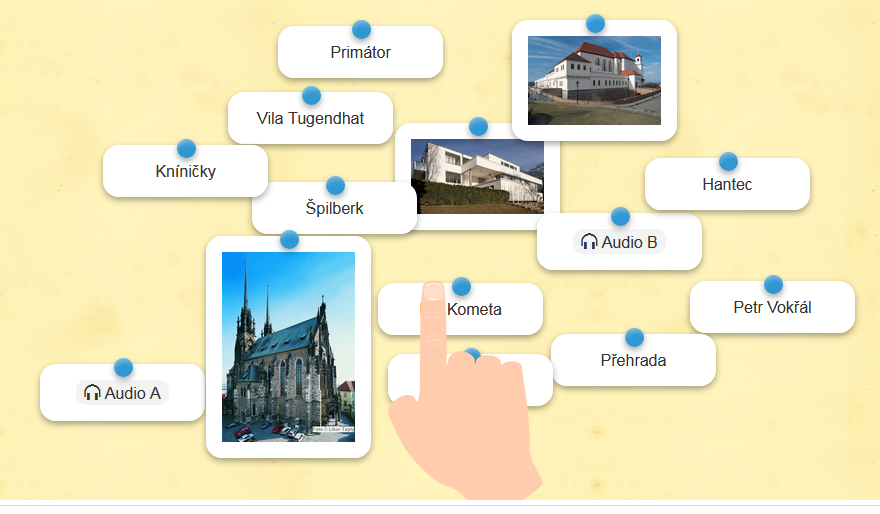 Primátor
Vila Tugendhat
Kníničky
Hantec
Špilberk
Audio B
Kometa
Petr Vokřál
Přehrada
Audio A